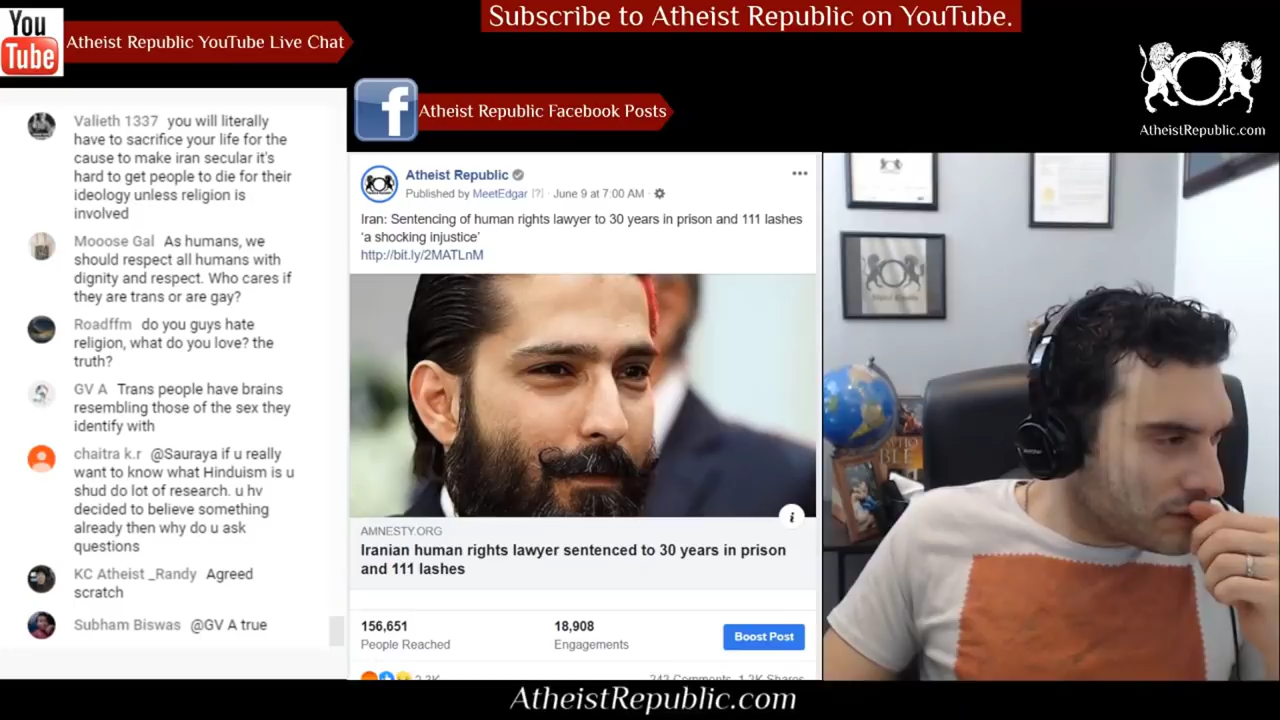 Subscribe to Atheist Republic on YouTube.
You
Tube
Atheist Republic YouTube Live Chat
AtheistRepublic.com
f
Atheist Republic Facebook Posts
Valieth 1337 you will literally
have to sacrifice your life for the
cause to make iran secular it's
hard to get people to die for their
ideology unless religion is
involved
Mooose Gal As humans, we
should respect all humans with
dignity and respect. Who cares if
they are trans or are gay?
Roadffm do you guys hate
religion, what do you love? the
truth?
GV A Trans people have brains
resembling those of the sex they
identify with
chaitra k.r @Sauraya if u really
want to know what Hinduism is u
shud do lot of research. u hv
decided to believe something
already then why do u ask
questions
KC Atheist _Randy Agreed
scratch
Subham Biswas @GV A true
Atheist Republic
Published by MeetEdgar [?] · June 9 at 7:00 AM ·
Iran: Sentencing of human rights lawyer to 30 years in prison and 111 lashes
'a shocking injustice'
http://bit.ly/2MATLnM
i
AMNESTY.ORG
Iranian human rights lawyer sentenced to 30 years in prison
and 111 lashes
156,651
People Reached
18,908
Engagements
Boost Post
2.3K
243 Comments 1.2K Shares
AtheistRepublic.com